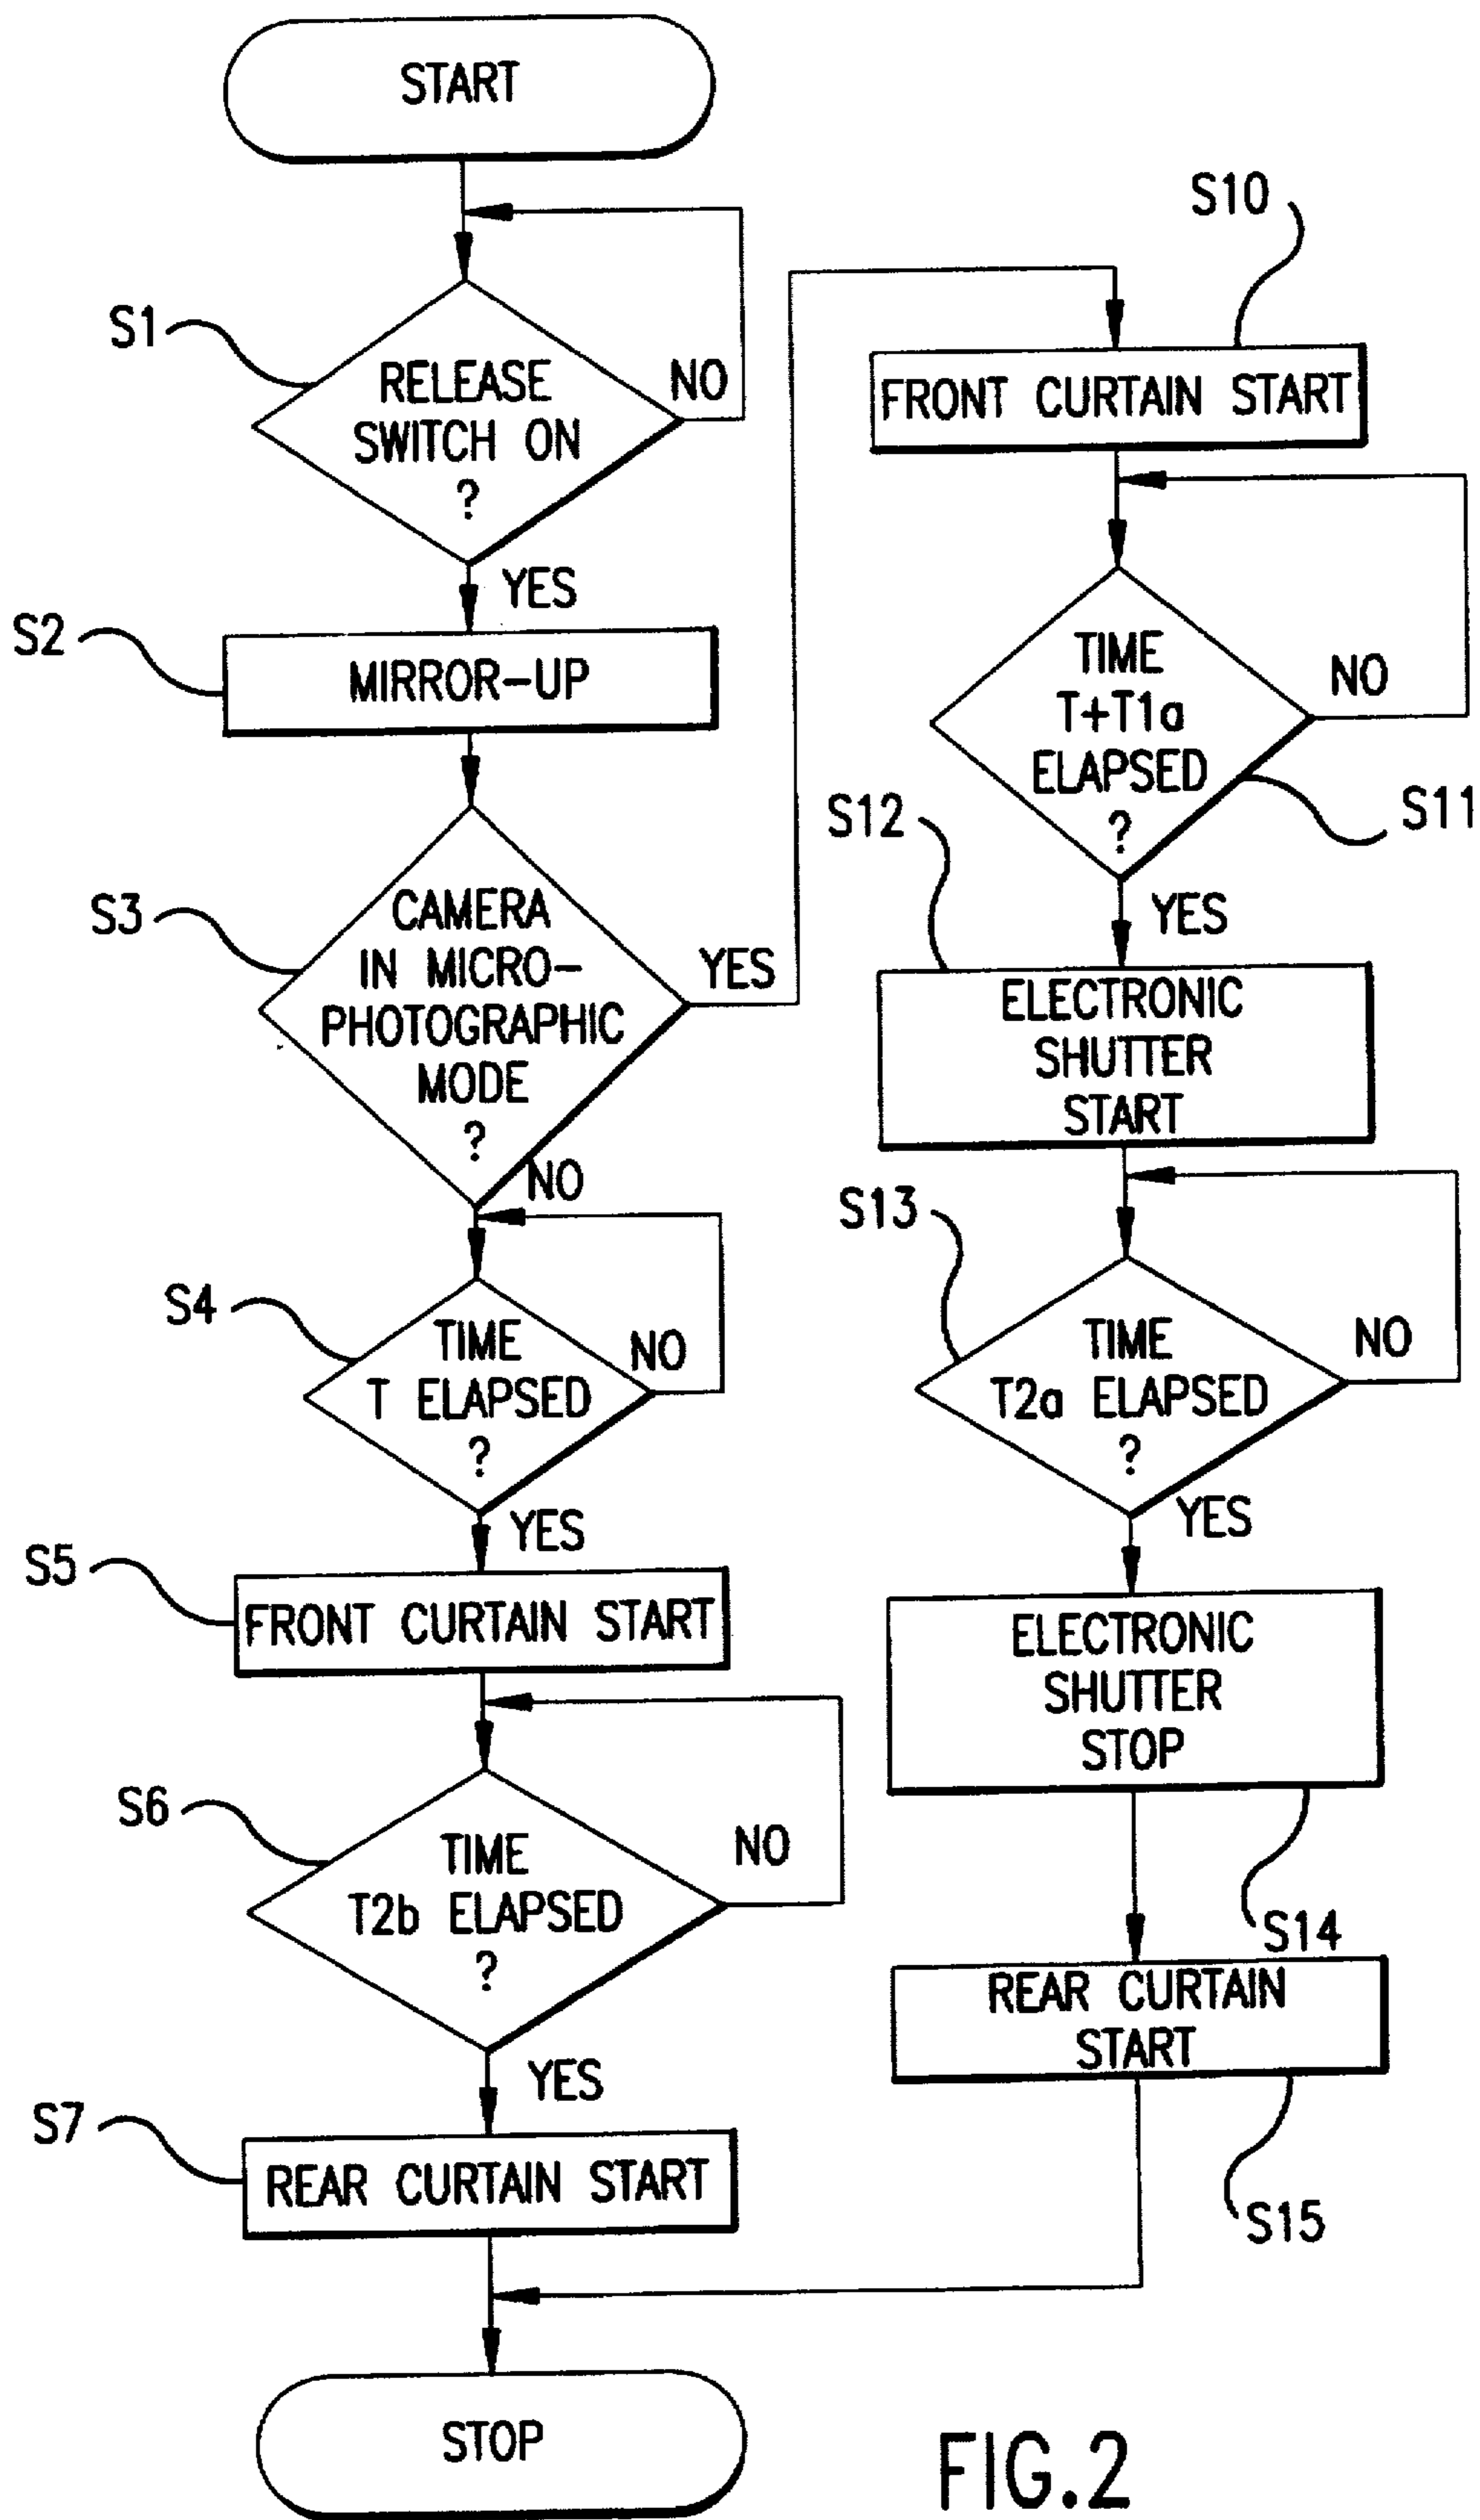 START
S1
RELEASE
SWITCH ON
?
NO
YES
S2
MIRROR-UP
S3
CAMERA
IN MICRO-
PHOTOGRAPHIC
MODE
?
YES
NO
S4
TIME
T ELAPSED
?
NO
YES
S5
FRONT CURTAIN START
S6
TIME
T2b ELAPSED
?
NO
YES
S7
REAR CURTAIN START
STOP
S10
FRONT CURTAIN START
TIME
T+T1a
ELAPSED
?
NO
S11
YES
S12
ELECTRONIC
SHUTTER
START
S13
TIME
T2a ELAPSED
?
NO
YES
ELECTRONIC
SHUTTER
STOP
S14
REAR CURTAIN
START
S15
FIG.2